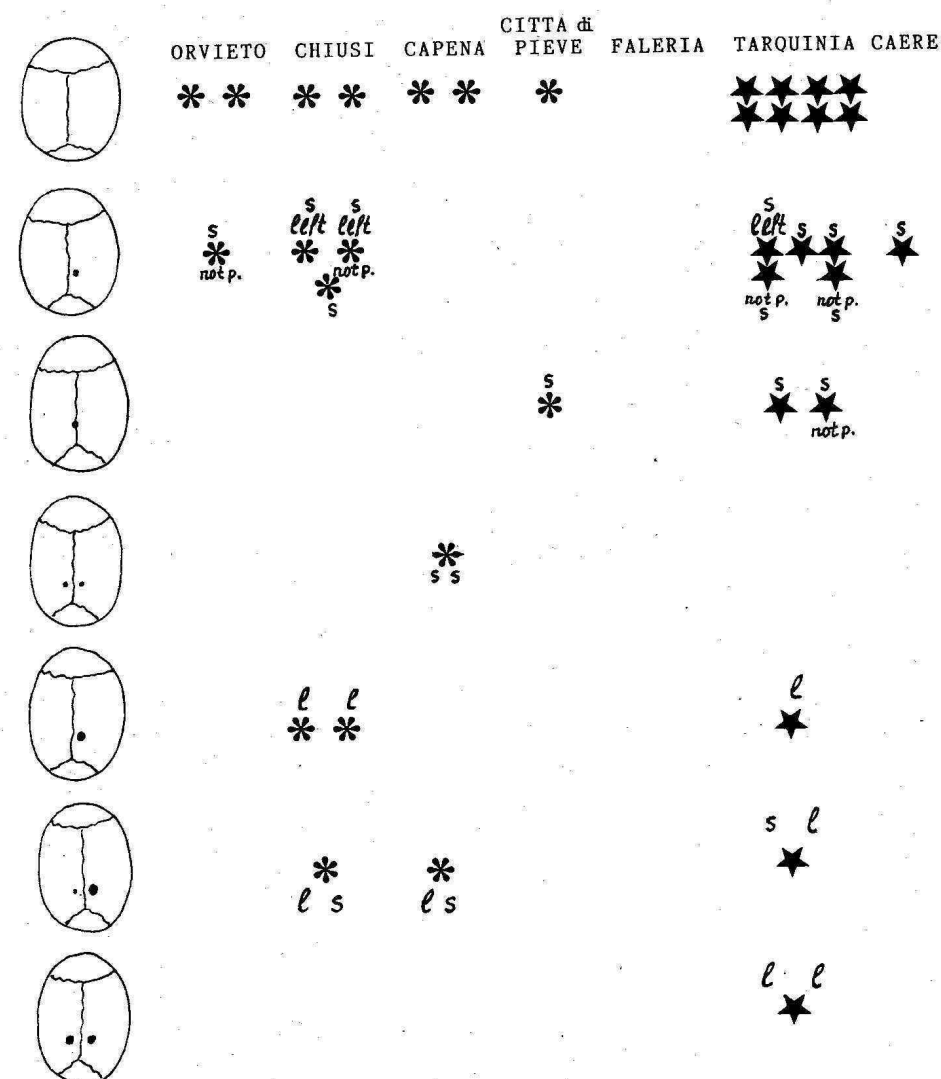 CITTA di
ORVIETO CHIUSI CAPENA PIEVE FALERIA TARQUINIA CAERE
s s s
left left left s s s
s
not p. not p.
s
not p. not p.
s s
s s s
not p.
s s
l l l
s l
l s l s
l l